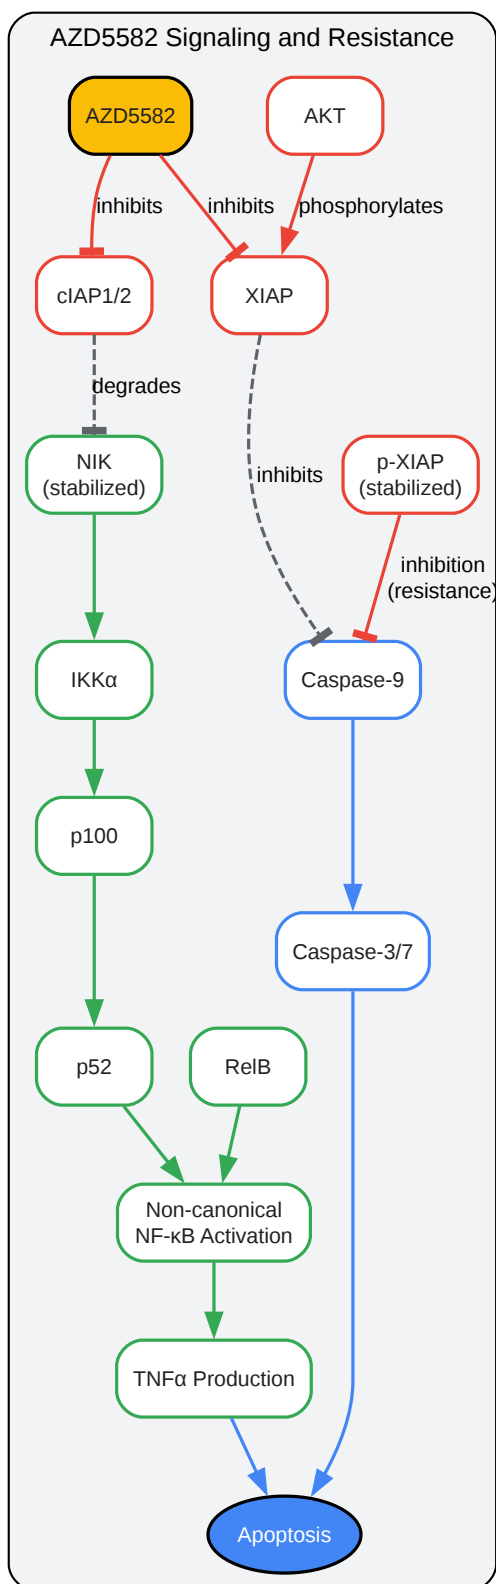 AZD5582 Signaling and Resistance
AZD5582
AKT
inhibits
inhibits
phosphorylates
cIAP1/2
XIAP
degrades
NIK
(stabilized)
inhibits
p-XIAP
(stabilized)
inhibition
(resistance)
IKKα
Caspase-9
p100
Caspase-3/7
p52
RelB
Non-canonical
NF-κB Activation
TNFα Production
Apoptosis